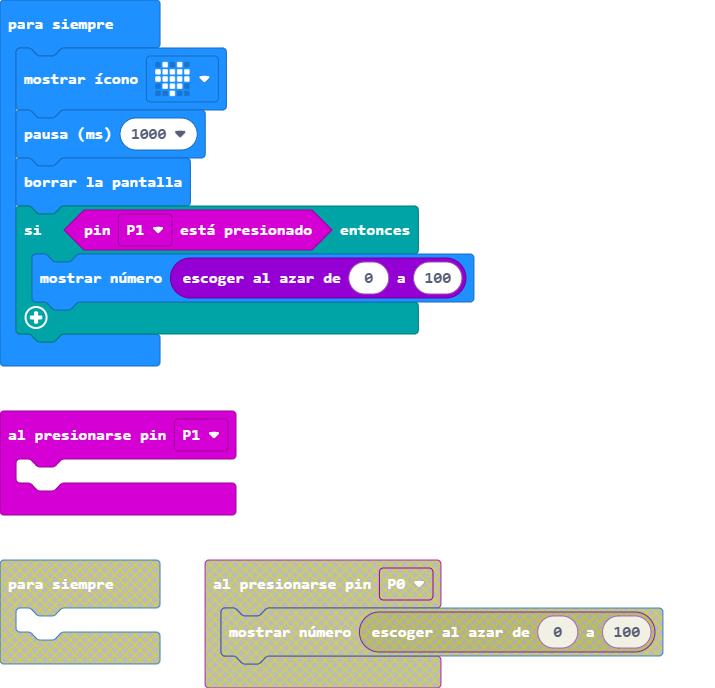 para siempre
mostrar ícono
pausa (ms) 1000
borrar la pantalla
si pin P1 está presionado entonces
mostrar número escoger al azar de 0 a 100
al presionarse pin P1
para siempre
al presionarse pin P0
mostrar número escoger al azar de 0 a 100